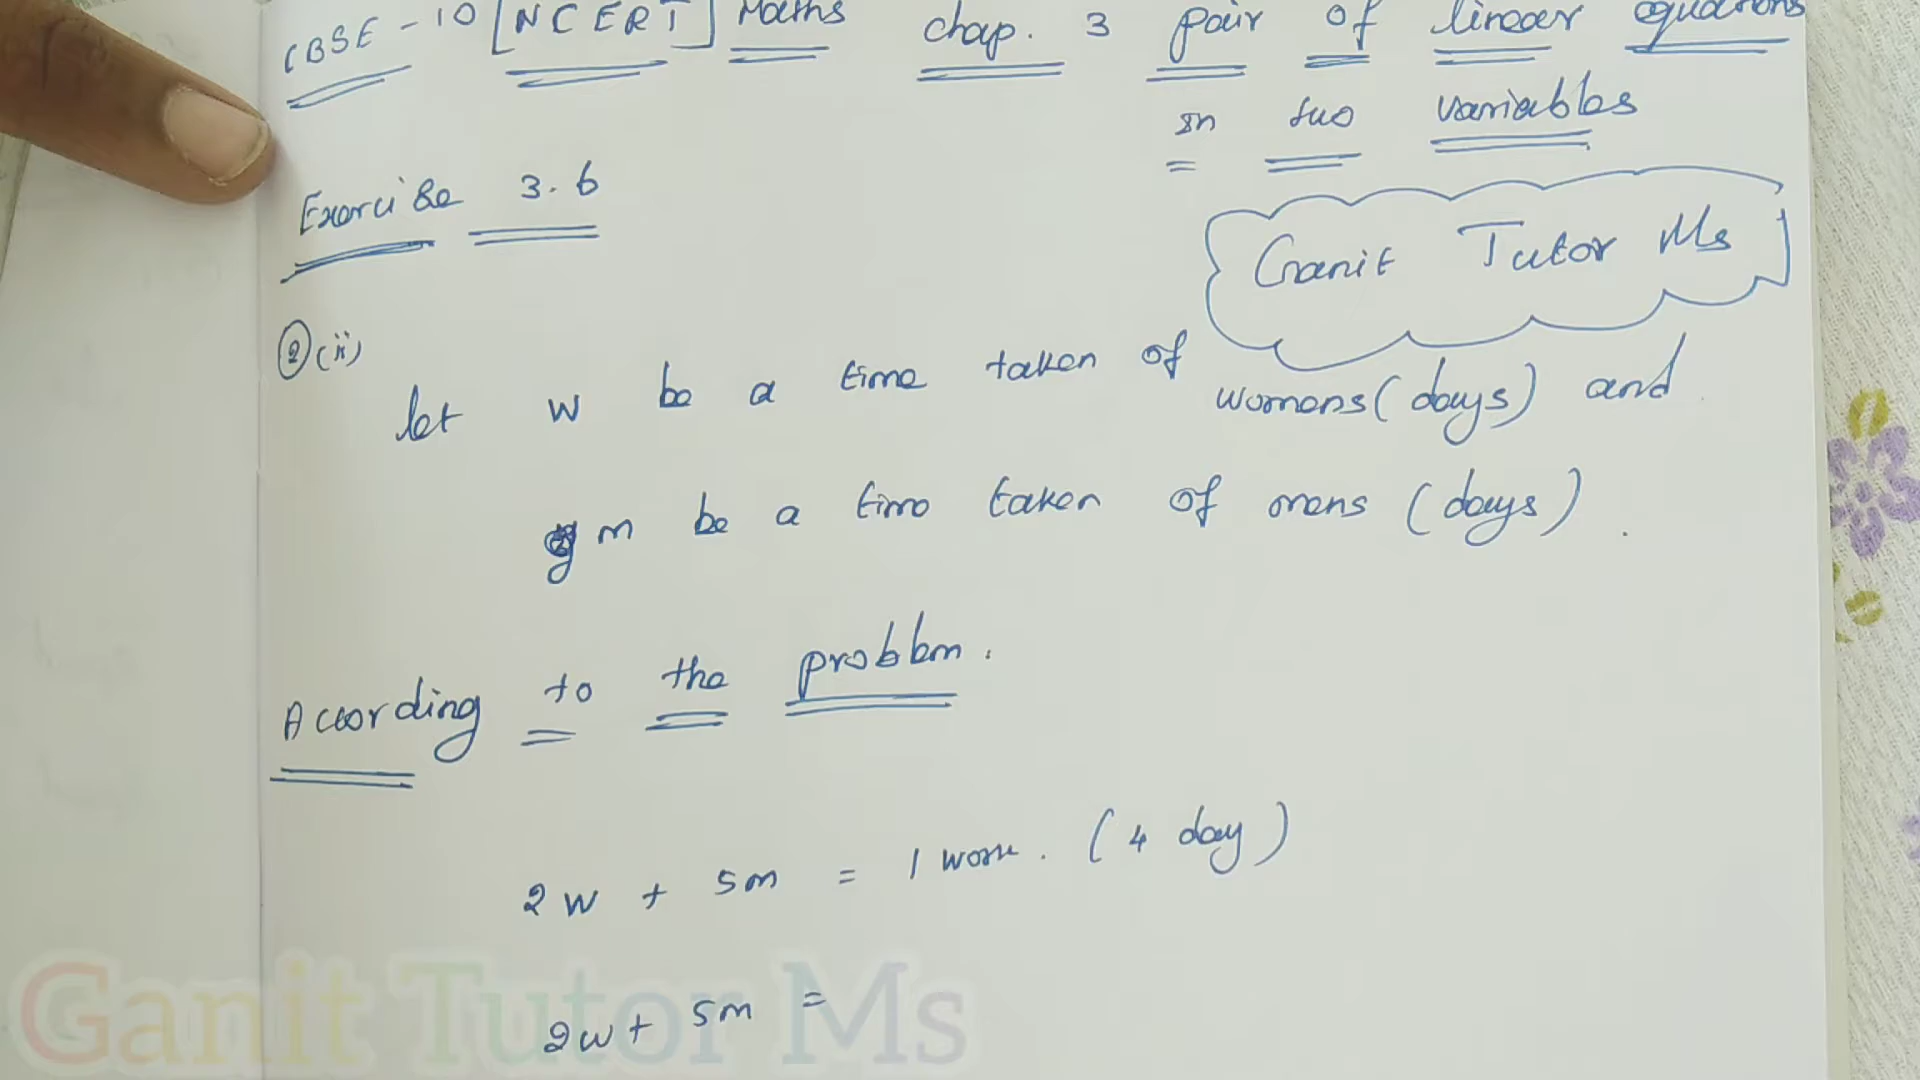 CBSE - 10 [NCERT] Maths chap. 3 pair of linear equations
in two variables
Exercise 3.6
Ganit Tutor Ms
2 (ii)
let w be a time taken of womens (days) and
m be a time taken of mens (days).
According to the problem.
2w + 5m = 1 work. (4 day)
2w + 5m =
Ganit Tutor Ms